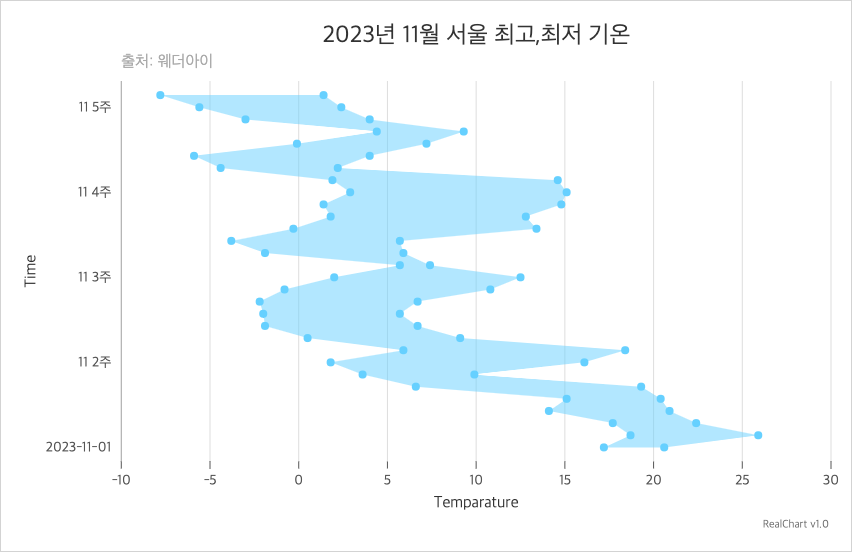 2023년 11월 서울 최고,최저 기온
출처: 웨더아이
Time
11 5주
11 4주
11 3주
11 2주
2023-11-01
-10 -5 0 5 10 15 20 25 30
Temparature
RealChart v1.0